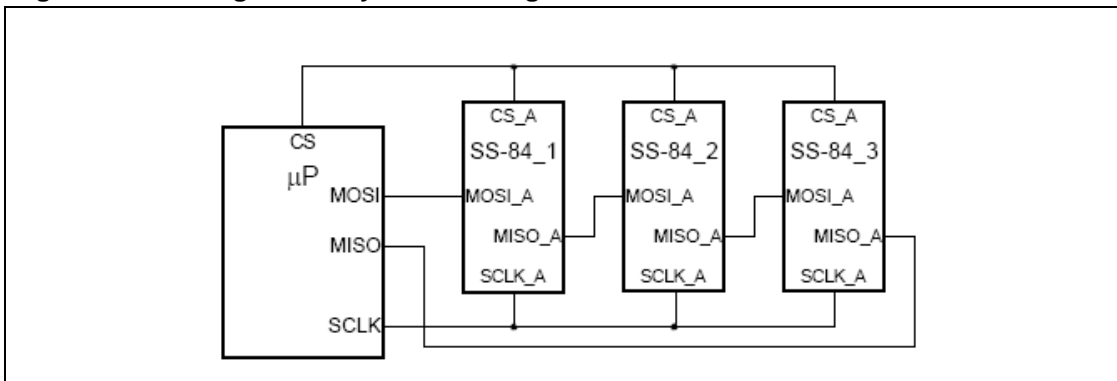 CS
μP
MOSI
MISO
SCLK
CS_A
SS-84_1
MOSI_A
MISO_A
SCLK_A
CS_A
SS-84_2
MOSI_A
MISO_A
SCLK_A
CS_A
SS-84_3
MOSI_A
MISO_A
SCLK_A